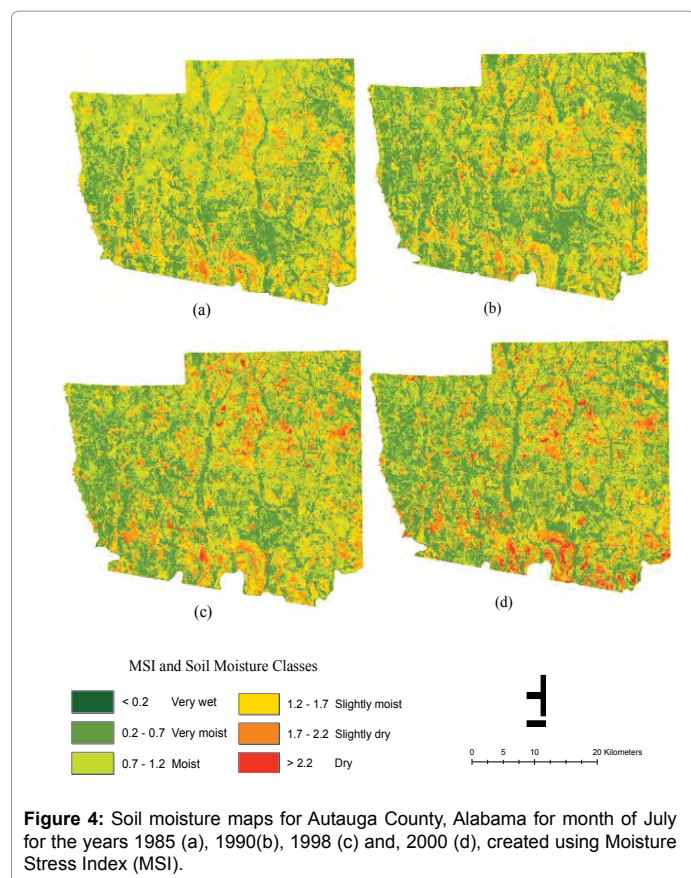 (a)
(b)
(c)
(d)
MSI and Soil Moisture Classes
< 0.2 Very wet
0.2 - 0.7 Very moist
0.7 - 1.2 Moist
1.2 - 1.7 Slightly moist
1.7 - 2.2 Slightly dry
> 2.2 Dry
0 5 10 20 Kilometers
Figure 4: Soil moisture maps for Autauga County, Alabama for month of July
for the years 1985 (a), 1990(b), 1998 (c) and, 2000 (d), created using Moisture
Stress Index (MSI).